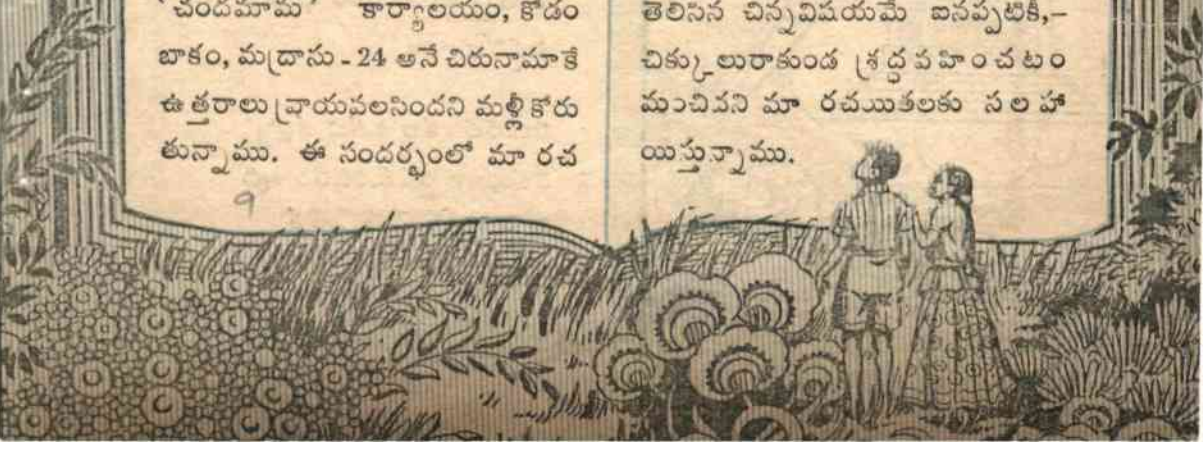 'చందమామ' కార్యాలయం, కోడం
బాకం, మద్రాసు - 24 అనే చిరునామాకే
ఉత్తరాలు వ్రాయవలసిందని మళ్లీ కోరు
తున్నాము. ఈ సందర్భంలో మా రచ
తెలిసిన చిన్నవిషయమే ఐనప్పటికీ,–
చిక్కులురాకుండ శ్రద్ధవహించటం
మంచిదని మా రచయితలకు సలహా
యిస్తున్నాము.
9